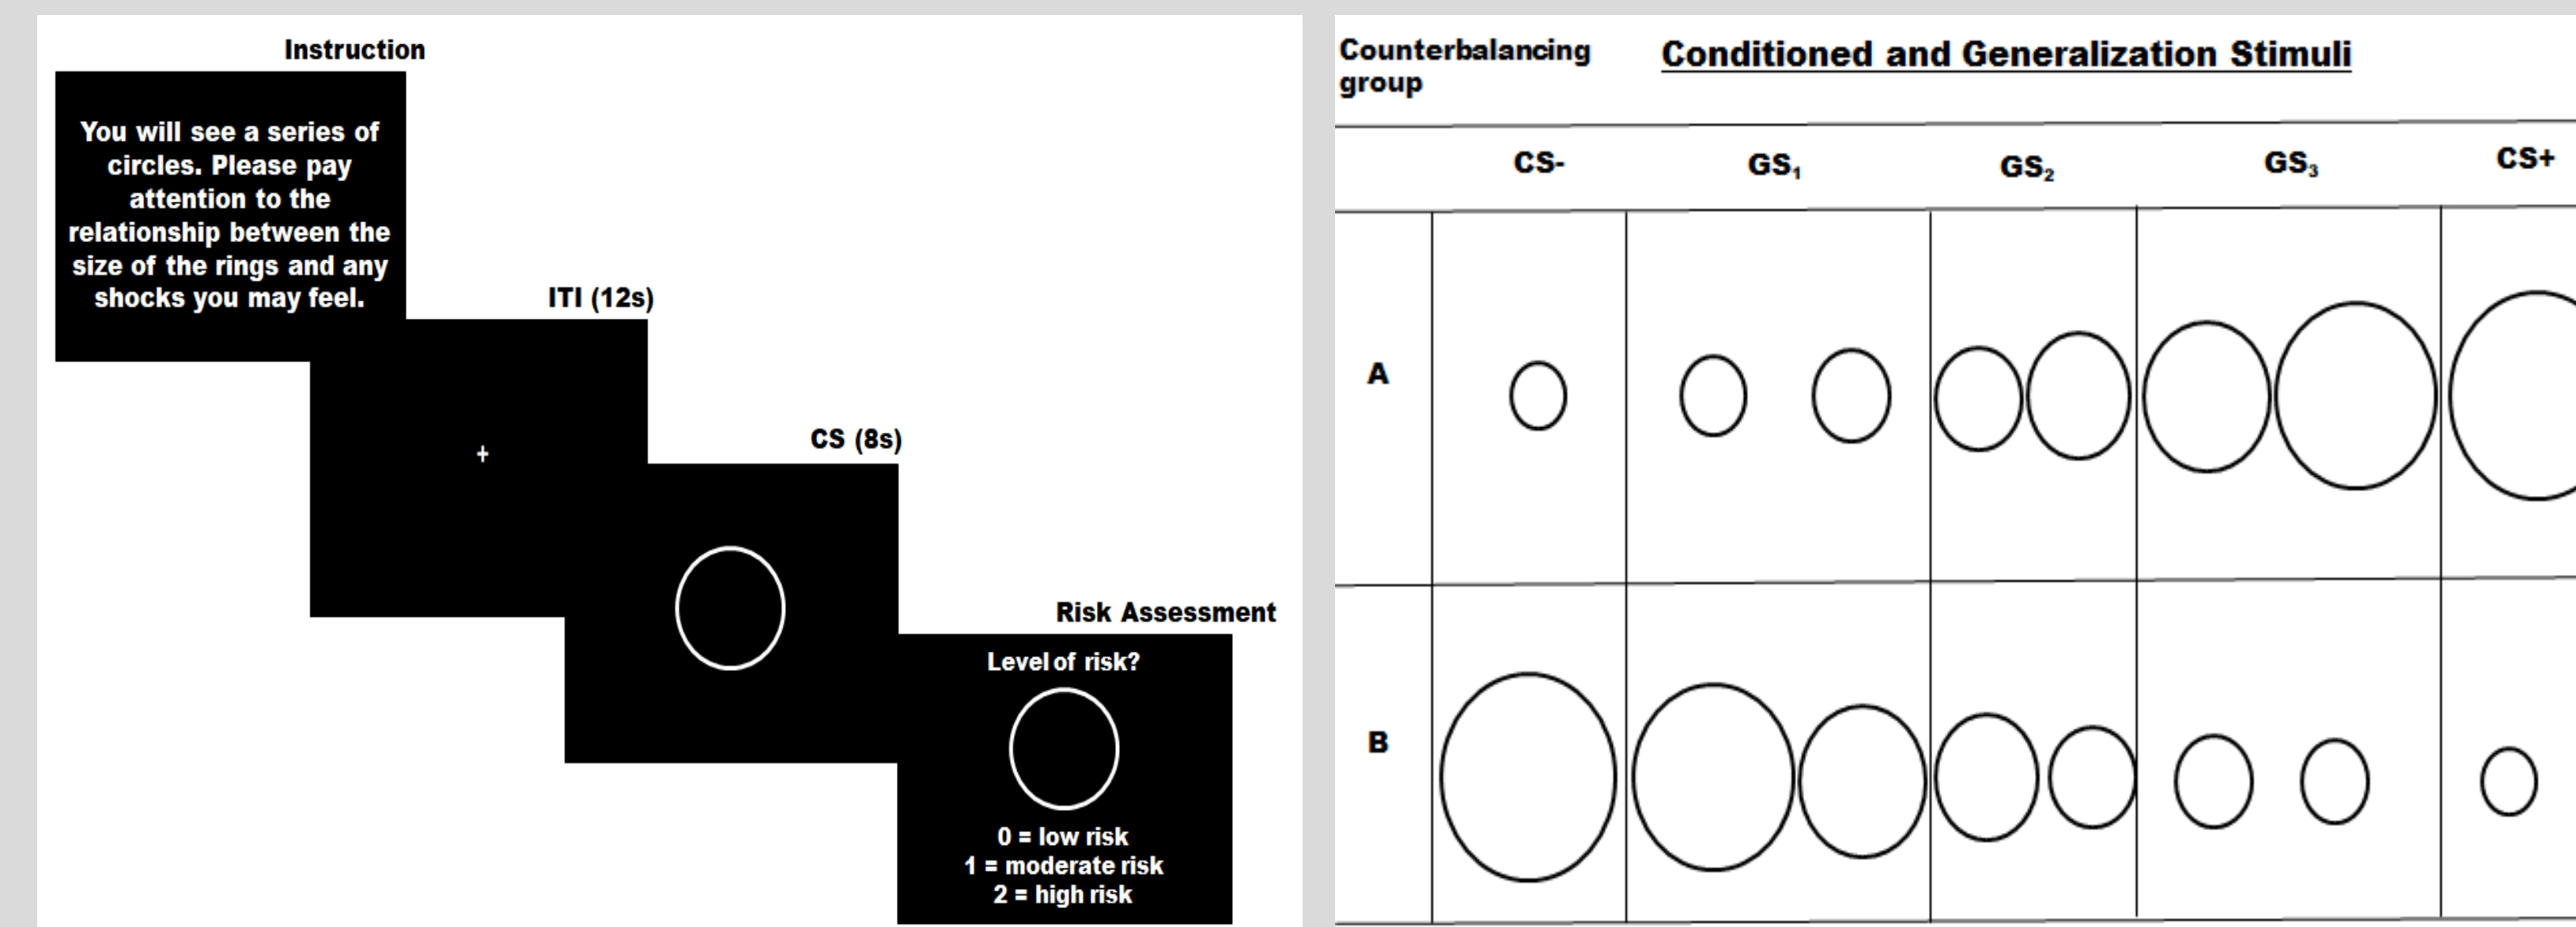 Instruction
You will see a series of
circles. Please pay
attention to the
relationship between the
size of the rings and any
shocks you may feel.
ITI (12s)
+
CS (8s)
Risk Assessment
Level of risk?
0 = low risk
1 = moderate risk
2 = high risk
Counterbalancing
group
Conditioned and Generalization Stimuli
CS- GS₁ GS₂ GS₃ CS+
A
B